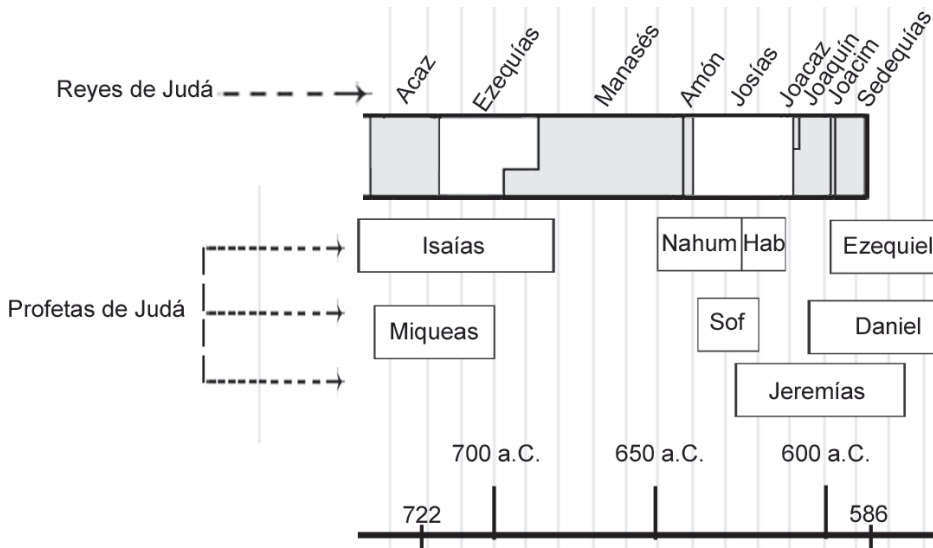 Reyes de Judá
Acaz
Ezequías
Manasés
Amón
Josías
Joacaz
Joaquín
Joacim
Sedequías
Profetas de Judá
Isaías
Nahum
Hab
Ezequiel
Miqueas
Sof
Daniel
Jeremías
700 a.C.
650 a.C.
600 a.C.
722
586